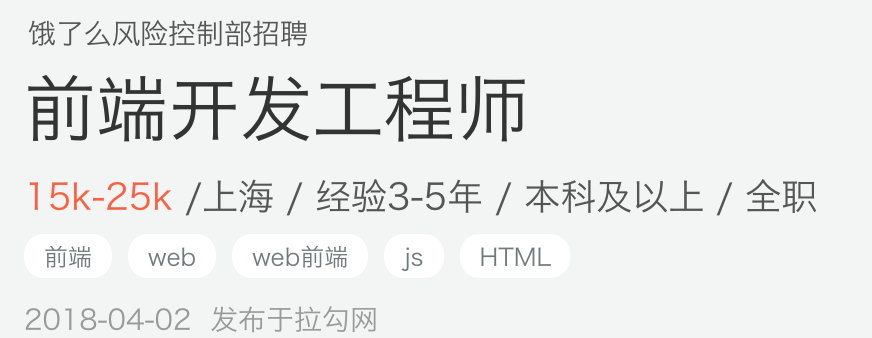 饿了么风险控制部招聘
前端开发工程师
15k-25k /上海 / 经验3-5年 / 本科及以上 / 全职
前端 web web前端 js HTML
2018-04-02 发布于拉勾网